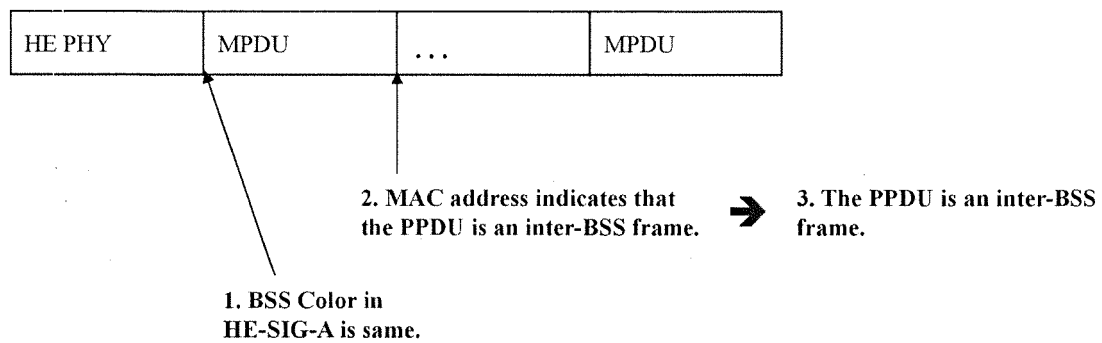 HE PHY MPDU ... MPDU
2. MAC address indicates that
the PPDU is an inter-BSS frame.
3. The PPDU is an inter-BSS
frame.
1. BSS Color in
HE-SIG-A is same.